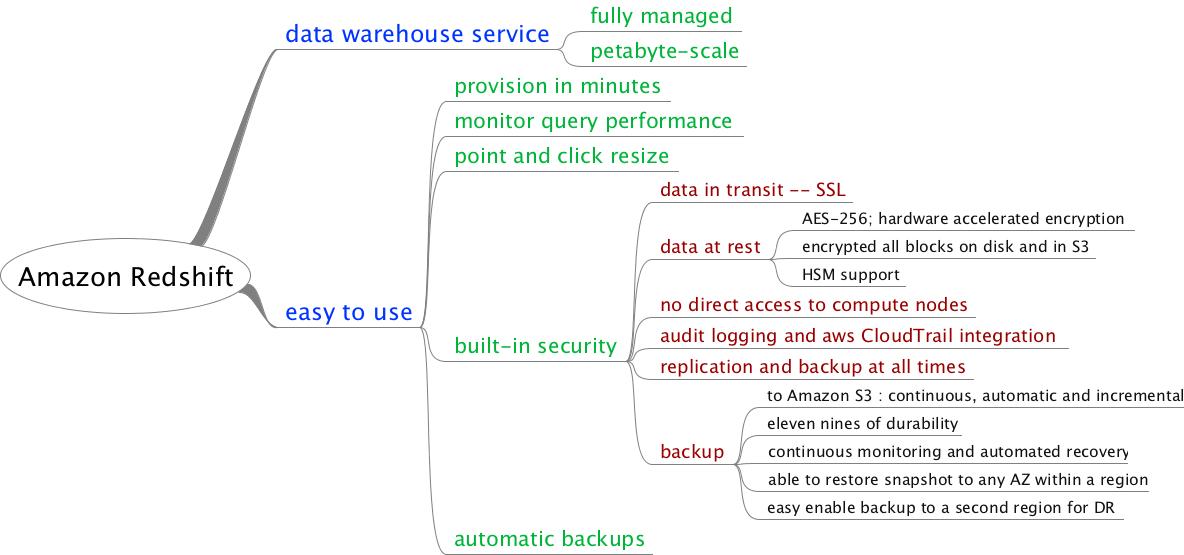 Amazon Redshift
data warehouse service
fully managed
petabyte-scale
easy to use
provision in minutes
monitor query performance
point and click resize
built-in security
data in transit -- SSL
data at rest
AES-256; hardware accelerated encryption
encrypted all blocks on disk and in S3
HSM support
no direct access to compute nodes
audit logging and aws CloudTrail integration
replication and backup at all times
backup
to Amazon S3 : continuous, automatic and incremental
eleven nines of durability
continuous monitoring and automated recovery
able to restore snapshot to any AZ within a region
easy enable backup to a second region for DR
automatic backups